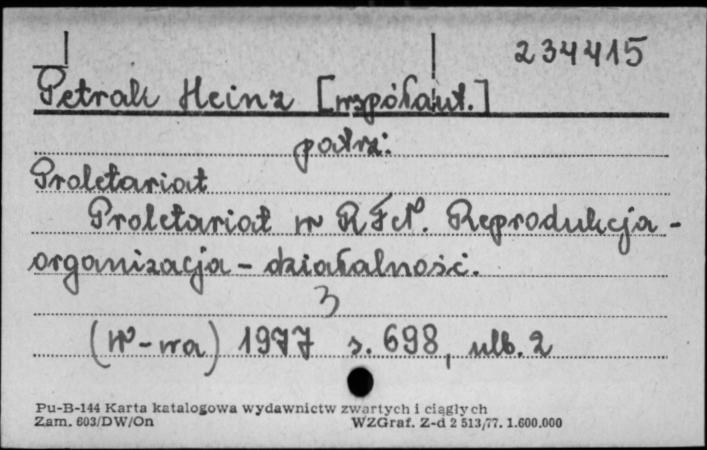 234415
Petrak Heinz [współaut.]
patrz:
Proletariat
Proletariat w RFN. Reprodukcja -
organizacja - działalność.
3
(W-wa) 1977 s. 698, nlb. 2
Pu-B-144 Karta katalogowa wydawnictw zwartych i ciągłych
Zam. 603/DW/On WZGraf. Z-d 2 513/77. 1.600.000